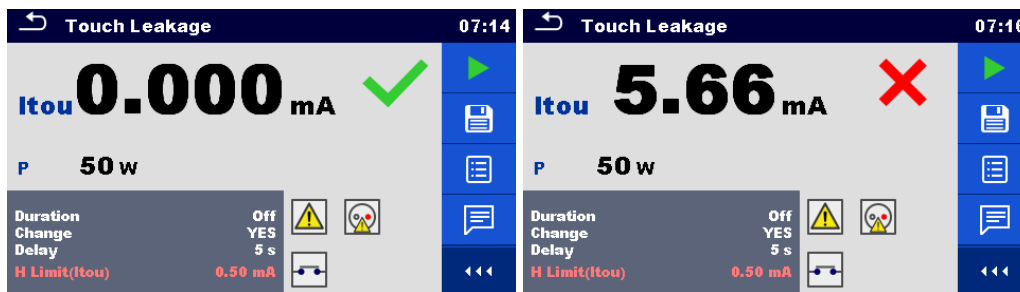 Touch Leakage 07:14
Itou 0.000 mA
P 50 W
Duration Off
Change YES
Delay 5 s
H Limit(Itou) 0.50 mA
Touch Leakage 07:16
Itou 5.66 mA
P 50 W
Duration Off
Change YES
Delay 5 s
H Limit(Itou) 0.50 mA